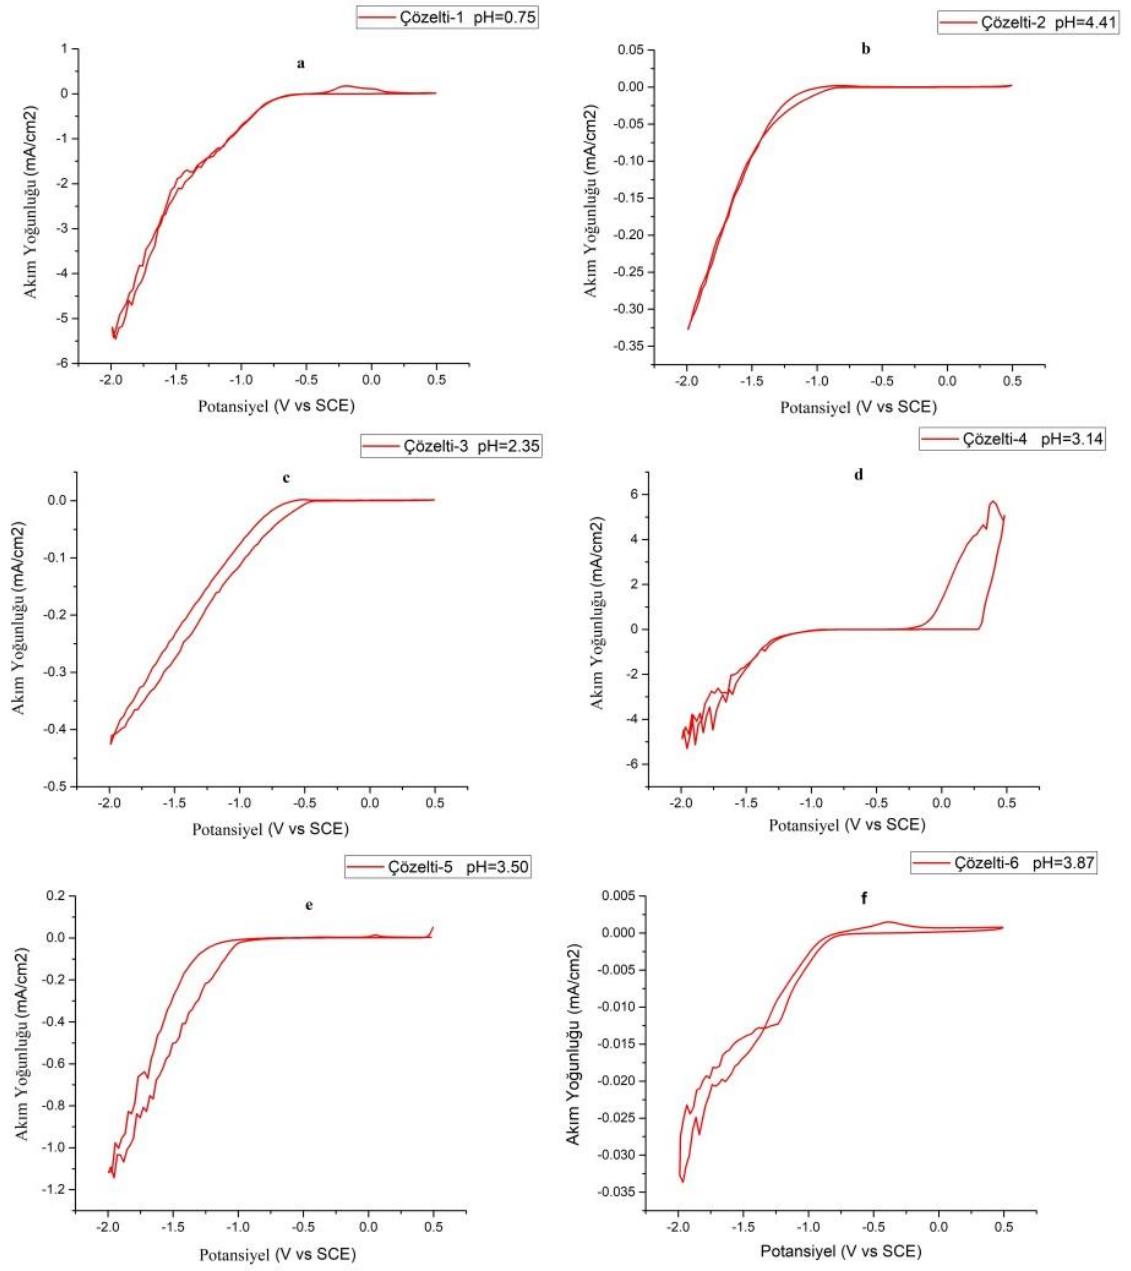 Çözelti-1 pH=0.75
a
1
0
-1
-2
-3
-4
-5
-6
-2.0 -1.5 -1.0 -0.5 0.0 0.5
Akım Yoğunluğu (mA/cm2)
Potansiyel (V vs SCE)
Çözelti-2 pH=4.41
b
0.05
0.00
-0.05
-0.10
-0.15
-0.20
-0.25
-0.30
-0.35
-2.0 -1.5 -1.0 -0.5 0.0 0.5
Akım Yoğunluğu (mA/cm2)
Potansiyel (V vs SCE)
Çözelti-3 pH=2.35
c
0.0
-0.1
-0.2
-0.3
-0.4
-0.5
-2.0 -1.5 -1.0 -0.5 0.0 0.5
Akım Yoğunluğu (mA/cm2)
Potansiyel (V vs SCE)
Çözelti-4 pH=3.14
d
6
4
2
0
-2
-4
-6
-2.0 -1.5 -1.0 -0.5 0.0 0.5
Akım Yoğunluğu (mA/cm2)
Potansiyel (V vs SCE)
Çözelti-5 pH=3.50
e
0.2
0.0
-0.2
-0.4
-0.6
-0.8
-1.0
-1.2
-2.0 -1.5 -1.0 -0.5 0.0 0.5
Akım Yoğunluğu (mA/cm2)
Potansiyel (V vs SCE)
Çözelti-6 pH=3.87
f
0.005
0.000
-0.005
-0.010
-0.015
-0.020
-0.025
-0.030
-0.035
-2.0 -1.5 -1.0 -0.5 0.0 0.5
Akım Yoğunluğu (mA/cm2)
Potansiyel (V vs SCE)